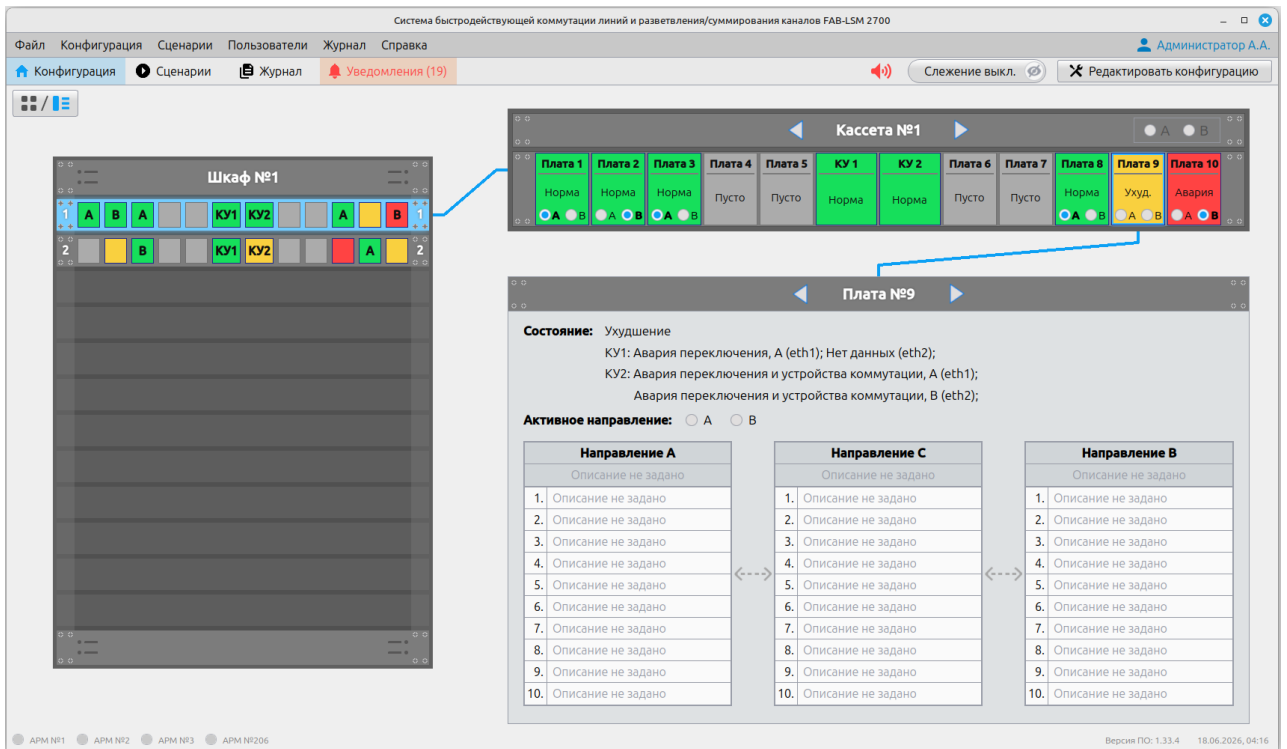 Система быстродействующей коммутации линий и разветвления/суммирования каналов FAB-LSM 2700
Файл Конфигурация Сценарии Пользователи Журнал Справка Администратор А.А.
Конфигурация Сценарии Журнал Уведомления (19) Слежение выкл. Редактировать конфигурацию
/
Кассета №1 A B
Плата 1 Плата 2 Плата 3 Плата 4 Плата 5 КУ 1 КУ 2 Плата 6 Плата 7 Плата 8 Плата 9 Плата 10
Норма Норма Норма Пусто Пусто Норма Норма Пусто Пусто Норма Ухуд. Авария
A B A B A B A B A B A B
Шкаф №1
1 A B A КУ1 КУ2 A B 1
2 B КУ1 КУ2 A 2
Плата №9
Состояние: Ухудшение
КУ1: Авария переключения, A (eth1); Нет данных (eth2);
КУ2: Авария переключения и устройства коммутации, A (eth1);
Авария переключения и устройства коммутации, B (eth2);
Активное направление: A B
Направление A Направление C Направление B
Описание не задано Описание не задано Описание не задано
1. Описание не задано 1. Описание не задано 1. Описание не задано
2. Описание не задано 2. Описание не задано 2. Описание не задано
3. Описание не задано 3. Описание не задано 3. Описание не задано
4. Описание не задано 4. Описание не задано 4. Описание не задано
5. Описание не задано 5. Описание не задано 5. Описание не задано
6. Описание не задано 6. Описание не задано 6. Описание не задано
7. Описание не задано 7. Описание не задано 7. Описание не задано
8. Описание не задано 8. Описание не задано 8. Описание не задано
9. Описание не задано 9. Описание не задано 9. Описание не задано
10. Описание не задано 10. Описание не задано 10. Описание не задано
АРМ №1 АРМ №2 АРМ №3 АРМ №206 Версия ПО: 1.33.4 18.06.2026, 04:16